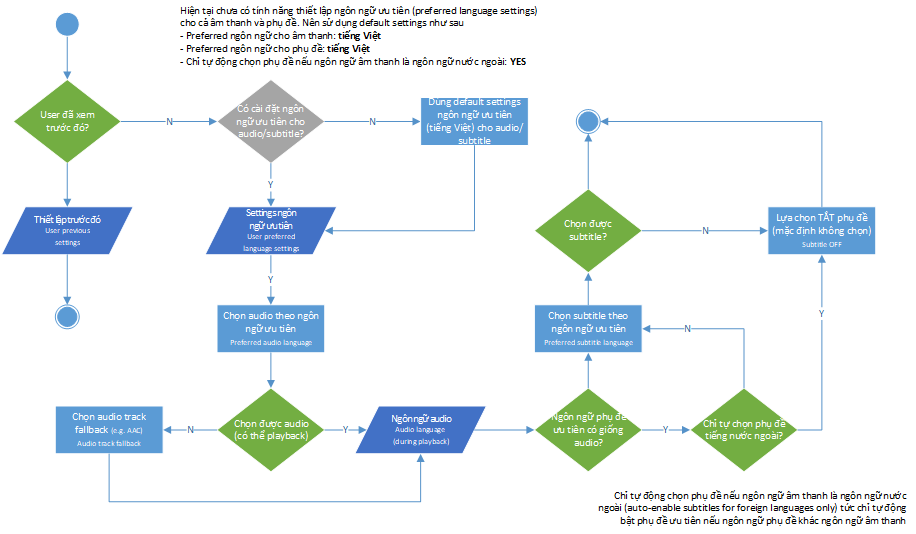 Hiện tại chưa có tính năng thiết lập ngôn ngữ ưu tiên (preferred language settings)
cho cả âm thanh và phụ đề. Nên sử dụng default settings như sau
- Preferred ngôn ngữ cho âm thanh: tiếng Việt
- Preferred ngôn ngữ cho phụ đề: tiếng Việt
- Chỉ tự động chọn phụ đề nếu ngôn ngữ âm thanh là ngôn ngữ nước ngoài: YES
User đã xem
trước đó?
N
Có cài đặt ngôn
ngữ ưu tiên cho
audio/subtitle?
N
Dùng default settings
ngôn ngữ ưu tiên
(tiếng Việt) cho audio/
subtitle
Y
Y
Thiết lập trước đó
User previous
settings
Settings ngôn
ngữ ưu tiên
User preferred
language settings
Chọn được
subtitle?
N
Lựa chọn TẮT phụ đề
(mặc định không chọn)
Subtitle OFF
Y
Chọn audio theo ngôn
ngữ ưu tiên
Preferred audio language
Chọn subtitle theo
ngôn ngữ ưu tiên
Preferred subtitle language
N
Y
Chọn audio track
fallback (e.g. AAC)
Audio track fallback
N
Chọn được audio
(có thể playback)
Y
Ngôn ngữ audio
Audio language
(during playback)
Ngôn ngữ phụ đề
ưu tiên có giống
audio?
Y
Chỉ tự chọn phụ đề
tiếng nước ngoài?
Chỉ tự động chọn phụ đề nếu ngôn ngữ âm thanh là ngôn ngữ nước
ngoài (auto-enable subtitles for foreign languages only) tức chỉ tự động
bật phụ đề ưu tiên nếu ngôn ngữ phụ đề khác ngôn ngữ âm thanh